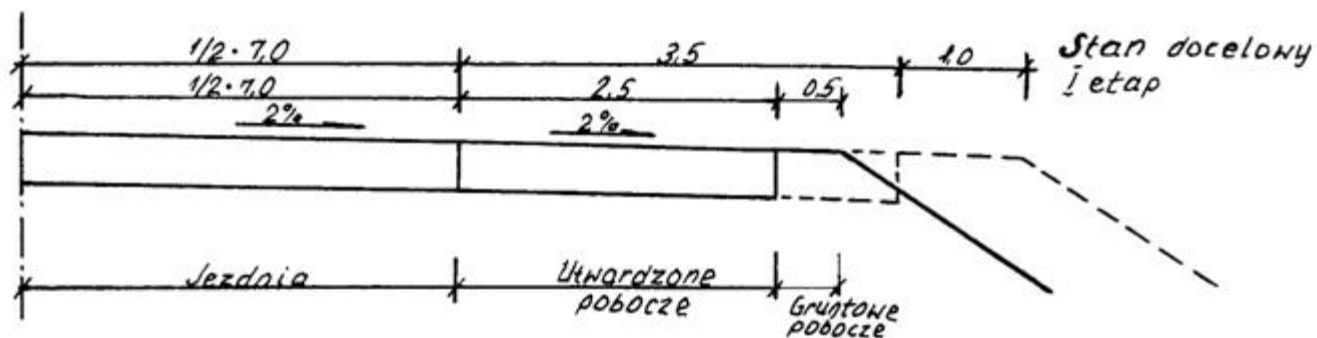 1/2·7,0 3,5 1,0 Stan docelowy
1/2·7,0 2,5 0,5 I etap
2% 2%
Jezdnia Utwardzone pobocze Gruntowe pobocze